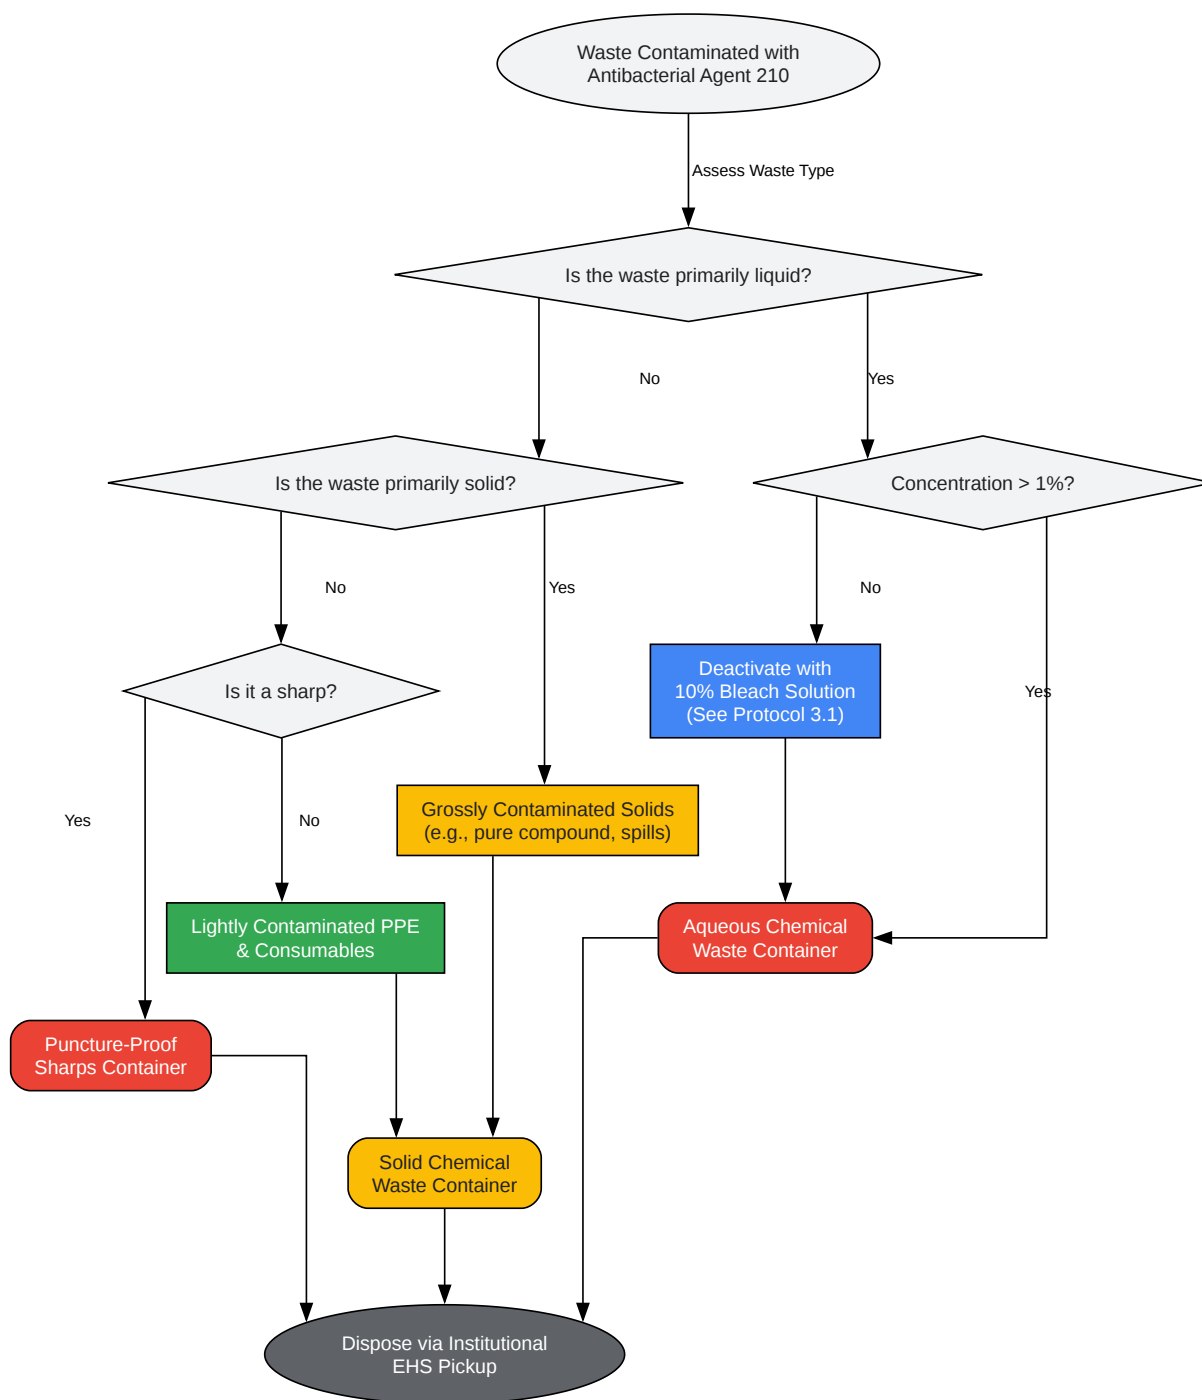 Waste Contaminated with
Antibacterial Agent 210
Assess Waste Type
Is the waste primarily liquid?
No
Yes
Is the waste primarily solid?
Concentration > 1%?
No
Yes
No
Is it a sharp?
Deactivate with
10% Bleach Solution
(See Protocol 3.1)
Yes
Yes
No
Grossly Contaminated Solids
(e.g., pure compound, spills)
Lightly Contaminated PPE
& Consumables
Aqueous Chemical
Waste Container
Puncture-Proof
Sharps Container
Solid Chemical
Waste Container
Dispose via Institutional
EHS Pickup